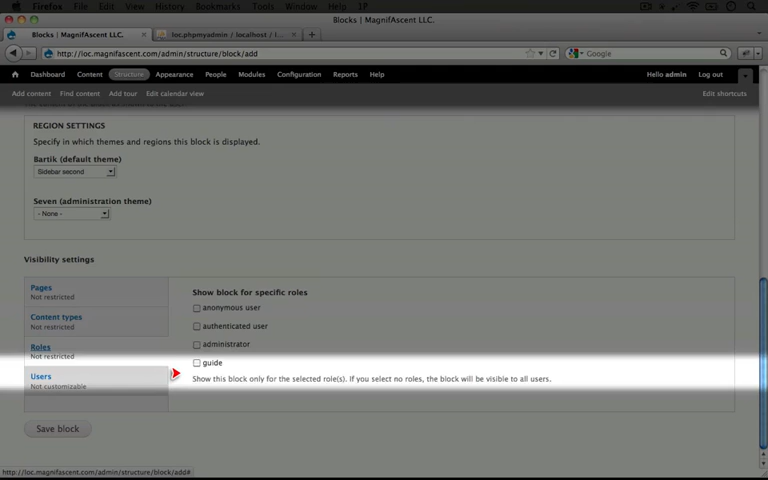 Firefox File Edit View History Bookmarks Tools Window Help
Blocks | MagnifAscent LLC.
Blocks | MagnifAscent LLC. × loc.phpmyadmin / localhost / l... × +
http://loc.magnifascent.com/admin/structure/block/add Google
Dashboard Content Structure Appearance People Modules Configuration Reports Help Hello admin Log out
Add content Find content Add tour Edit calendar view Edit shortcuts
REGION SETTINGS
Specify in which themes and regions this block is displayed.
Bartik (default theme)
Sidebar second
Seven (administration theme)
- None -
Visibility settings
Pages
Not restricted
Content types
Not restricted
Roles
Not restricted
Users
Not customizable
Show block for specific roles
anonymous user
authenticated user
administrator
guide
Show this block only for the selected role(s). If you select no roles, the block will be visible to all users.
Save block
http://loc.magnifascent.com/admin/structure/block/add#